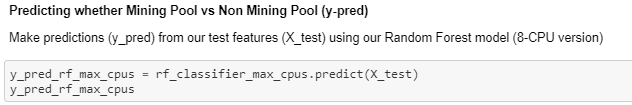 Predicting whether Mining Pool vs Non Mining Pool (y-pred)
Make predictions (y_pred) from our test features (X_test) using our Random Forest model (8-CPU version)
y_pred_rf_max_cpus = rf_classifier_max_cpus.predict(X_test)
y_pred_rf_max_cpus